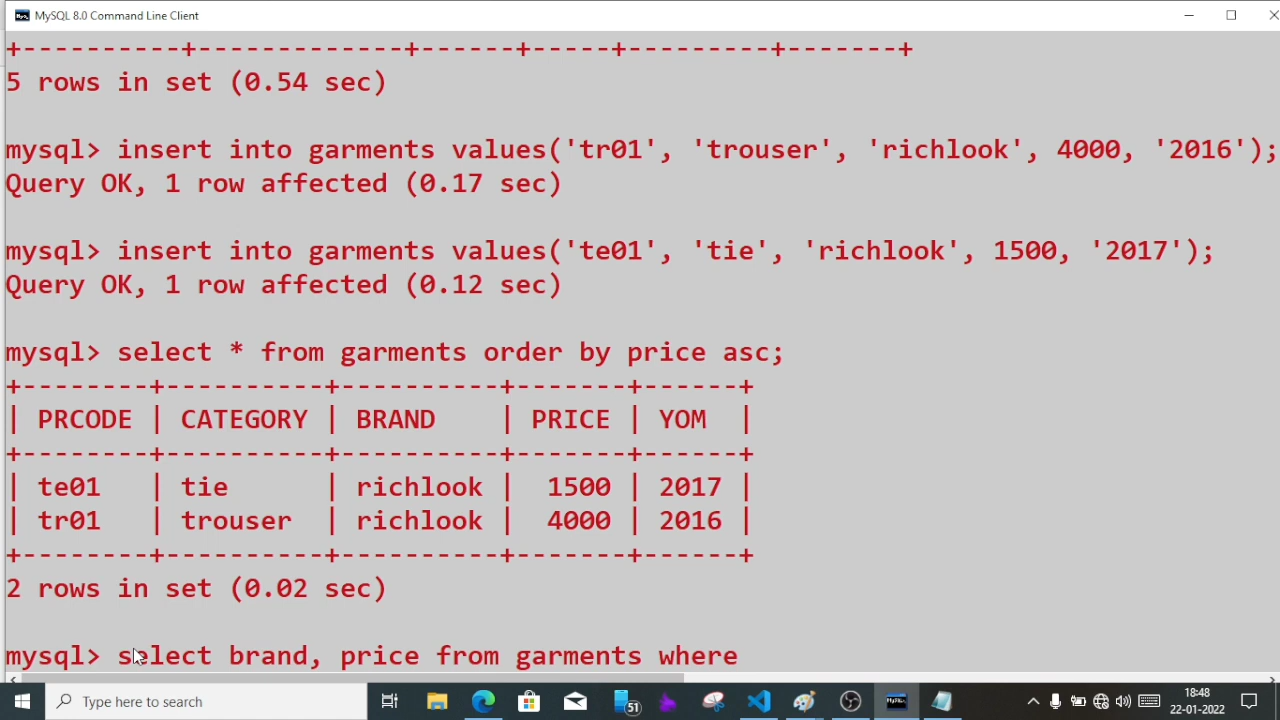 MySQL 8.0 Command Line Client
+----------+-------------+------+-----+---------+-------+
5 rows in set (0.54 sec)
mysql> insert into garments values('tr01', 'trouser', 'richlook', 4000, '2016');
Query OK, 1 row affected (0.17 sec)
mysql> insert into garments values('te01', 'tie', 'richlook', 1500, '2017');
Query OK, 1 row affected (0.12 sec)
mysql> select * from garments order by price asc;
+--------+----------+----------+-------+------+
| PRCODE | CATEGORY | BRAND    | PRICE | YOM  |
+--------+----------+----------+-------+------+
| te01   | tie      | richlook |  1500 | 2017 |
| tr01   | trouser  | richlook |  4000 | 2016 |
+--------+----------+----------+-------+------+
2 rows in set (0.02 sec)
mysql> select brand, price from garments where
Type here to search
51
18:48
22-01-2022